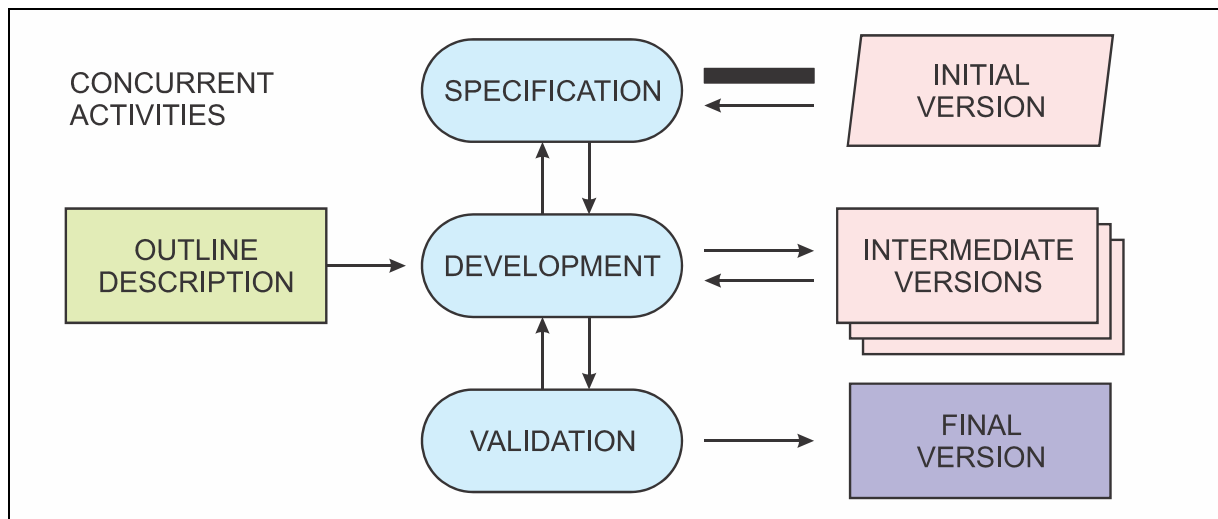 CONCURRENT
ACTIVITIES
SPECIFICATION
INITIAL
VERSION
OUTLINE
DESCRIPTION
DEVELOPMENT
INTERMEDIATE
VERSIONS
VALIDATION
FINAL
VERSION